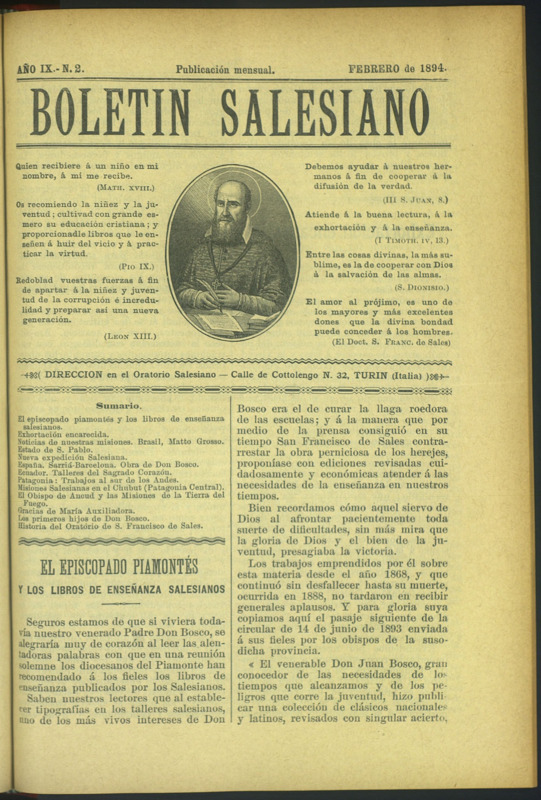 AÑO IX.- N. 2.
Publicación mensual.
FEBRERO de 1894.
BOLETIN SALESIANO
Quien recibiere á un niño en mi
nombre, á mi me recibe.
(MATH. XVIII.)
Os recomiendo la niñez y la ju-
ventud; cultivad con grande es-
mero su educación cristiana; y
proporcionadle libros que le en-
señen á huir del vicio y á prac-
ticar la virtud.
(PIO IX.)
Redoblad vuestras fuerzas á fin
de apartar á la niñez y juven-
tud de la corrupción é incredu-
lidad y preparar así una nueva
generación.
(LEON XIII.)
Debemos ayudar á nuestros her-
manos á fin de cooperar á la
difusión de la verdad.
(III S. JUAN, 8.)
Atiende á la buena lectura, á la
exhortación y á la enseñanza.
(I TIMOTH. IV, 13.)
Entre las cosas divinas, la más su-
blime, es la de cooperar con Dios
á la salvación de las almas.
(S. DIONISIO.)
El amor al prójimo, es uno de
los mayores y más excelentes
dones que la divina bondad
puede conceder á los hombres.
(El Doct. S. FRANC. de Sales)
DIRECCION en el Oratorio Salesiano — Calle de Cottolengo N. 32, TURIN (Italia)
Sumario.
El episcopado piamontés y los libros de enseñanza
salesianos.
Exhortación encarecida.
Noticias de nuestras misiones. Brasil, Matto Grosso.
Estado de S. Pablo.
Nueva expedición Salesiana.
España. Sarriá-Barcelona. Obra de Don Bosco.
Ecuador. Talleres del Sagrado Corazón.
Patagonia: Trabajos al sur de los Andes.
Misiones Salesianas en el Chubut (Patagonia Central).
El Obispo de Ancud y las Misiones de la Tierra del
Fuego.
Gracias de María Auxiliadora.
Los primeros hijos de Don Bosco.
Historia del Oratório de S. Francisco de Sales.
EL EPISCOPADO PIAMONTÉS
Y LOS LIBROS DE ENSEÑANZA SALESIANOS
Seguros estamos de que si viviera toda-
vía nuestro venerado Padre Don Bosco, se
alegraría muy de corazón al leer las alen-
tadoras palabras con que en una reunión
solemne los diocesanos del Piamonte han
recomendado á los fieles los libros de
enseñanza publicados por los Salesianos.
Saben nuestros lectores que al estable-
cer tipografías en los talleres salesianos,
uno de los más vivos intereses de Don
Bosco era el de curar la llaga roedora
de las escuelas; y á la manera que por
medio de la prensa consiguió en su
tiempo San Francisco de Sales contra-
rrestar la obra perniciosa de los herejes,
proponíase con ediciones revisadas cui-
dadosamente y económicas atender á las
necesidades de la enseñanza en nuestros
tiempos.
Bien recordamos cómo aquel siervo de
Dios al afrontar pacientemente toda
suerte de dificultades, sin más mira que
la gloria de Dios y el bien de la ju-
ventud, presagiaba la victoria.
Los trabajos emprendidos por él sobre
esta materia desde el año 1868, y que
continuó sin desfallecer hasta su muerte,
ocurrida en 1888, no tardaron en recibir
generales aplausos. Y para gloria suya
copiamos aquí el pasaje siguiente de la
circular de 14 de junio de 1893 enviada
á sus fieles por los obispos de la suso-
dicha provincia.
« El venerable Don Juan Bosco, gran
conocedor de las necesidades de los
tiempos que alcanzamos y de los pe-
ligros que corre la juventud, hizo publi-
car una colección de clásicos nacionales
y latinos, revisados con singular acierto,